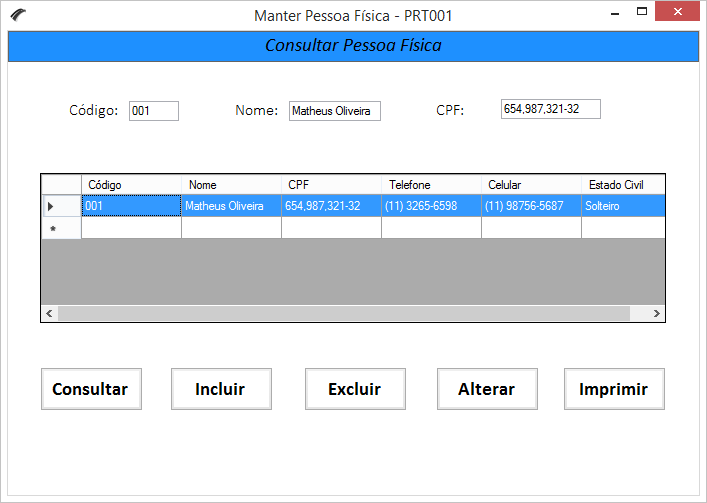 Manter Pessoa Física - PRT001
Consultar Pessoa Física
Código: 001 Nome: Matheus Oliveira CPF: 654,987,321-32
Código Nome CPF Telefone Celular Estado Civil
001 Matheus Oliveira 654,987,321-32 (11) 3265-6598 (11) 98756-5687 Solteiro
*
Consultar Incluir Excluir Alterar Imprimir